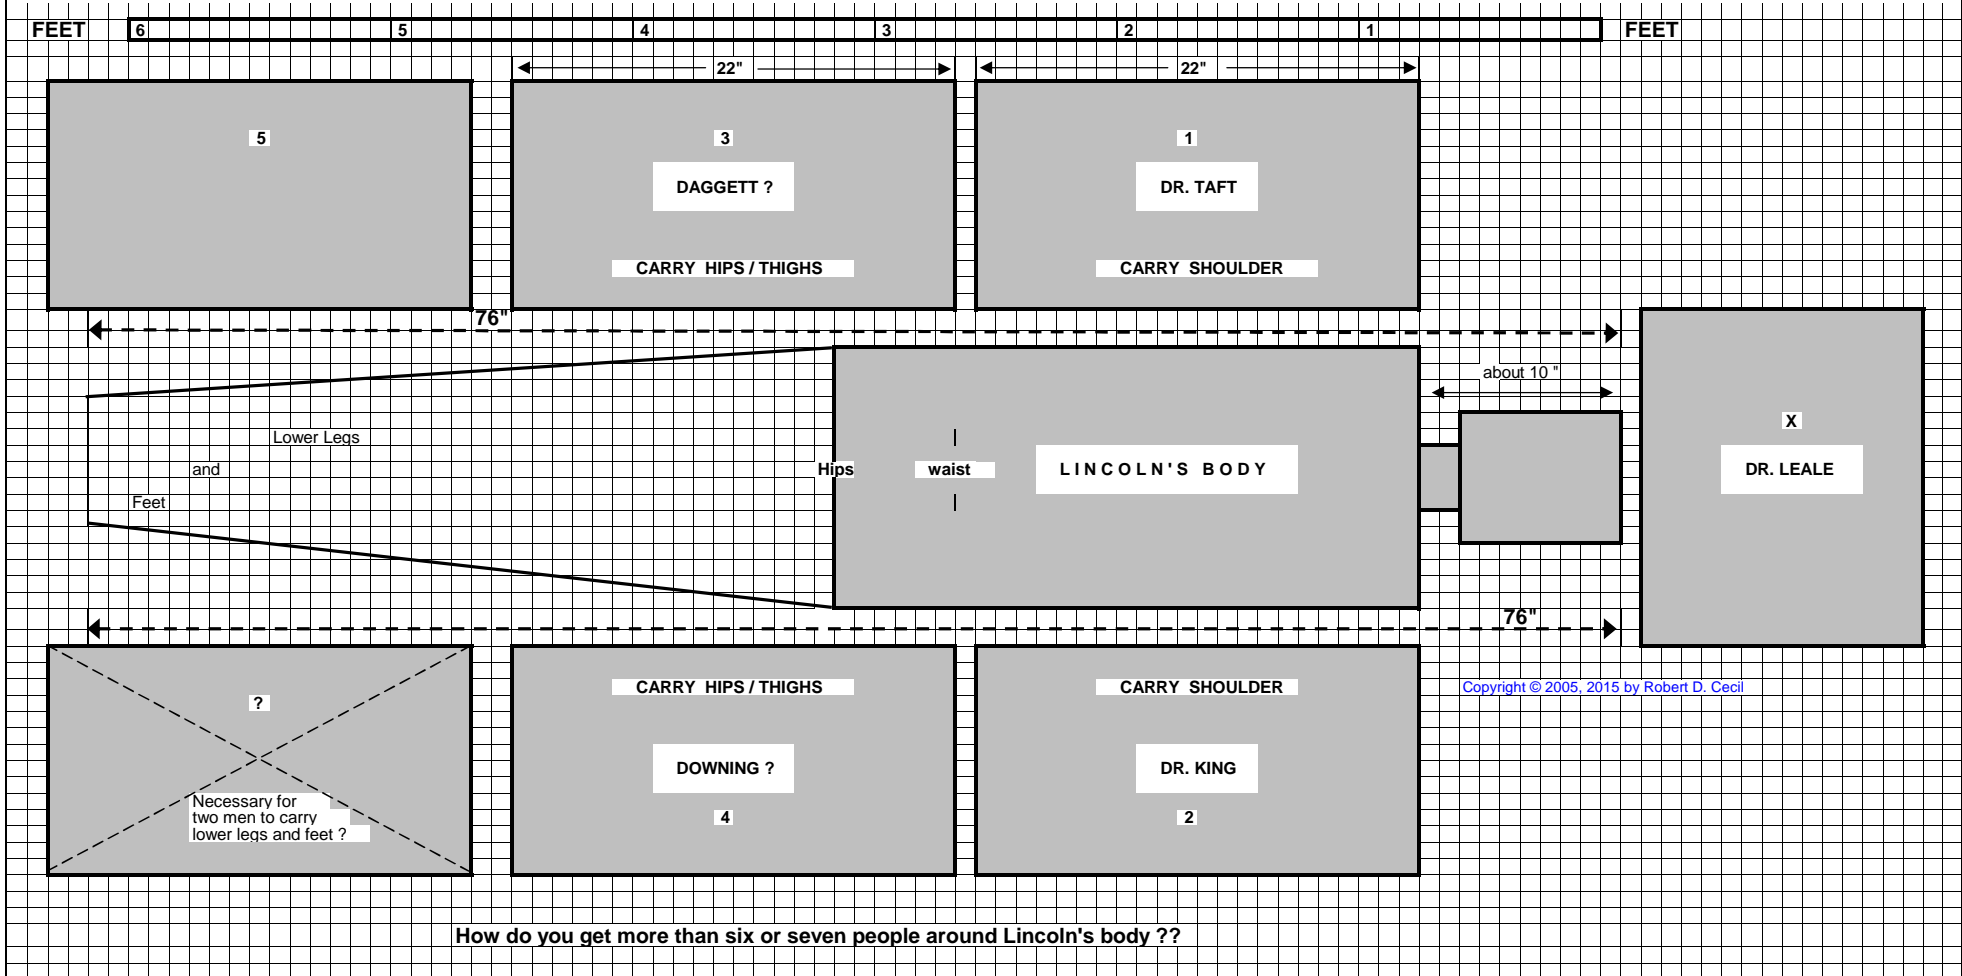 FEET 6 5 4 3 2 1 FEET
22" 22"
5 3 1
DAGGETT ? DR. TAFT
CARRY HIPS / THIGHS CARRY SHOULDER
76"
about 10 "
X
Lower Legs
and Hips waist LINCOLN'S BODY DR. LEALE
Feet
76"
CARRY HIPS / THIGHS CARRY SHOULDER Copyright © 2005, 2015 by Robert D. Cecil
?
DOWNING ? DR. KING
Necessary for
two men to carry
lower legs and feet ?
4 2
How do you get more than six or seven people around Lincoln's body ??